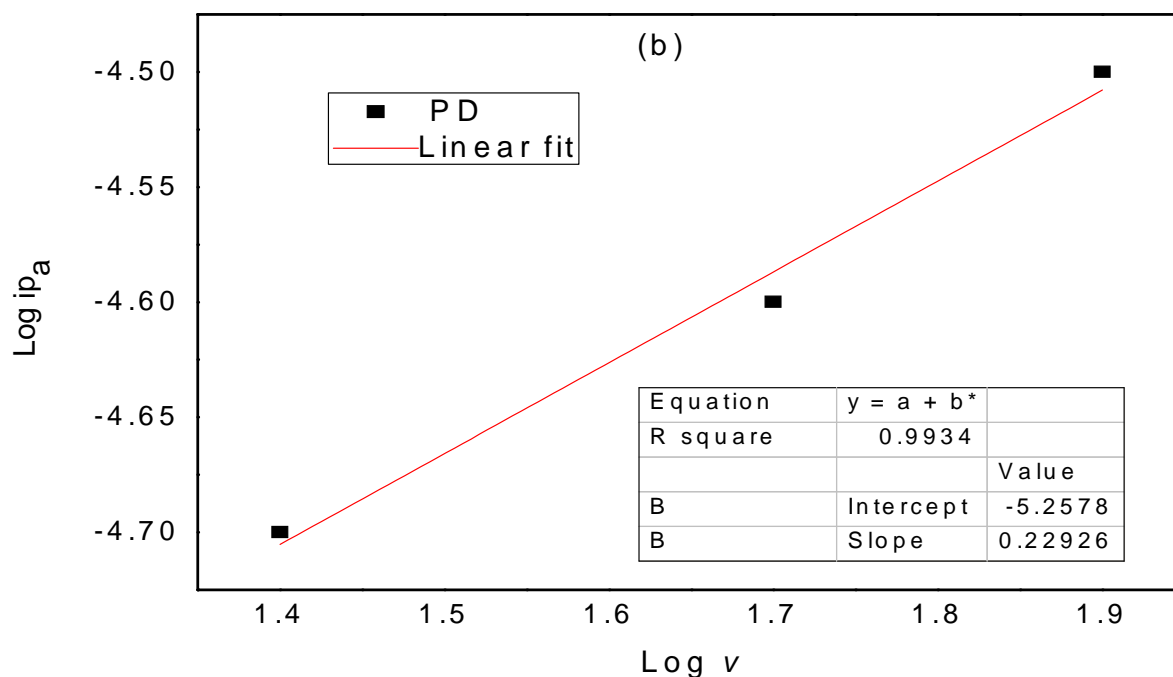 (b)
-4.50
-4.55
-4.60
-4.65
-4.70
Log ipa
PD
Linear fit
Equation y = a + b*
R square 0.9934
Value
B Intercept -5.2578
B Slope 0.22926
1.4 1.5 1.6 1.7 1.8 1.9
Log v